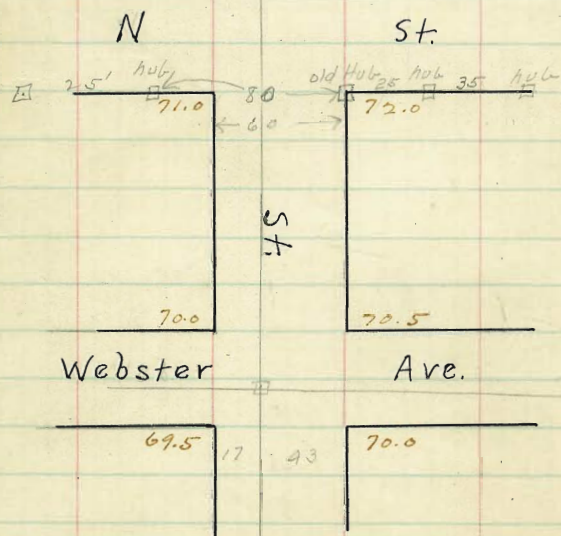 N St.
25' hub 80 old Hub 25 hub 35 hub
71.0 72.0
60
St.
70.0 70.5
Webster Ave.
69.5 70.0
17 43